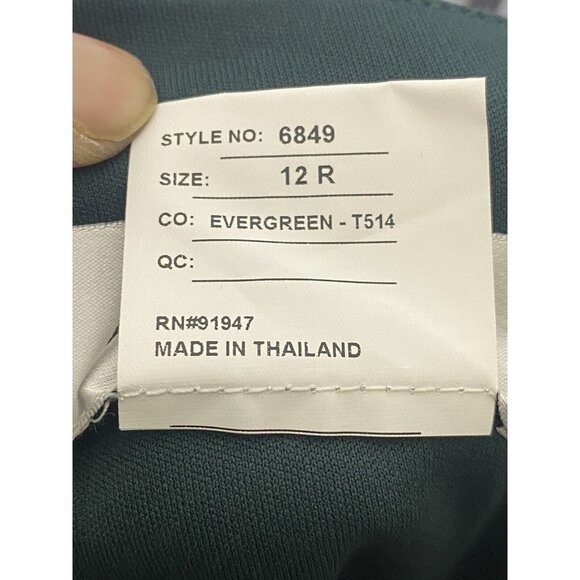 STYLE NO: 6849
SIZE: 12 R
CO: EVERGREEN - T514
QC:
RN#91947
MADE IN THAILAND